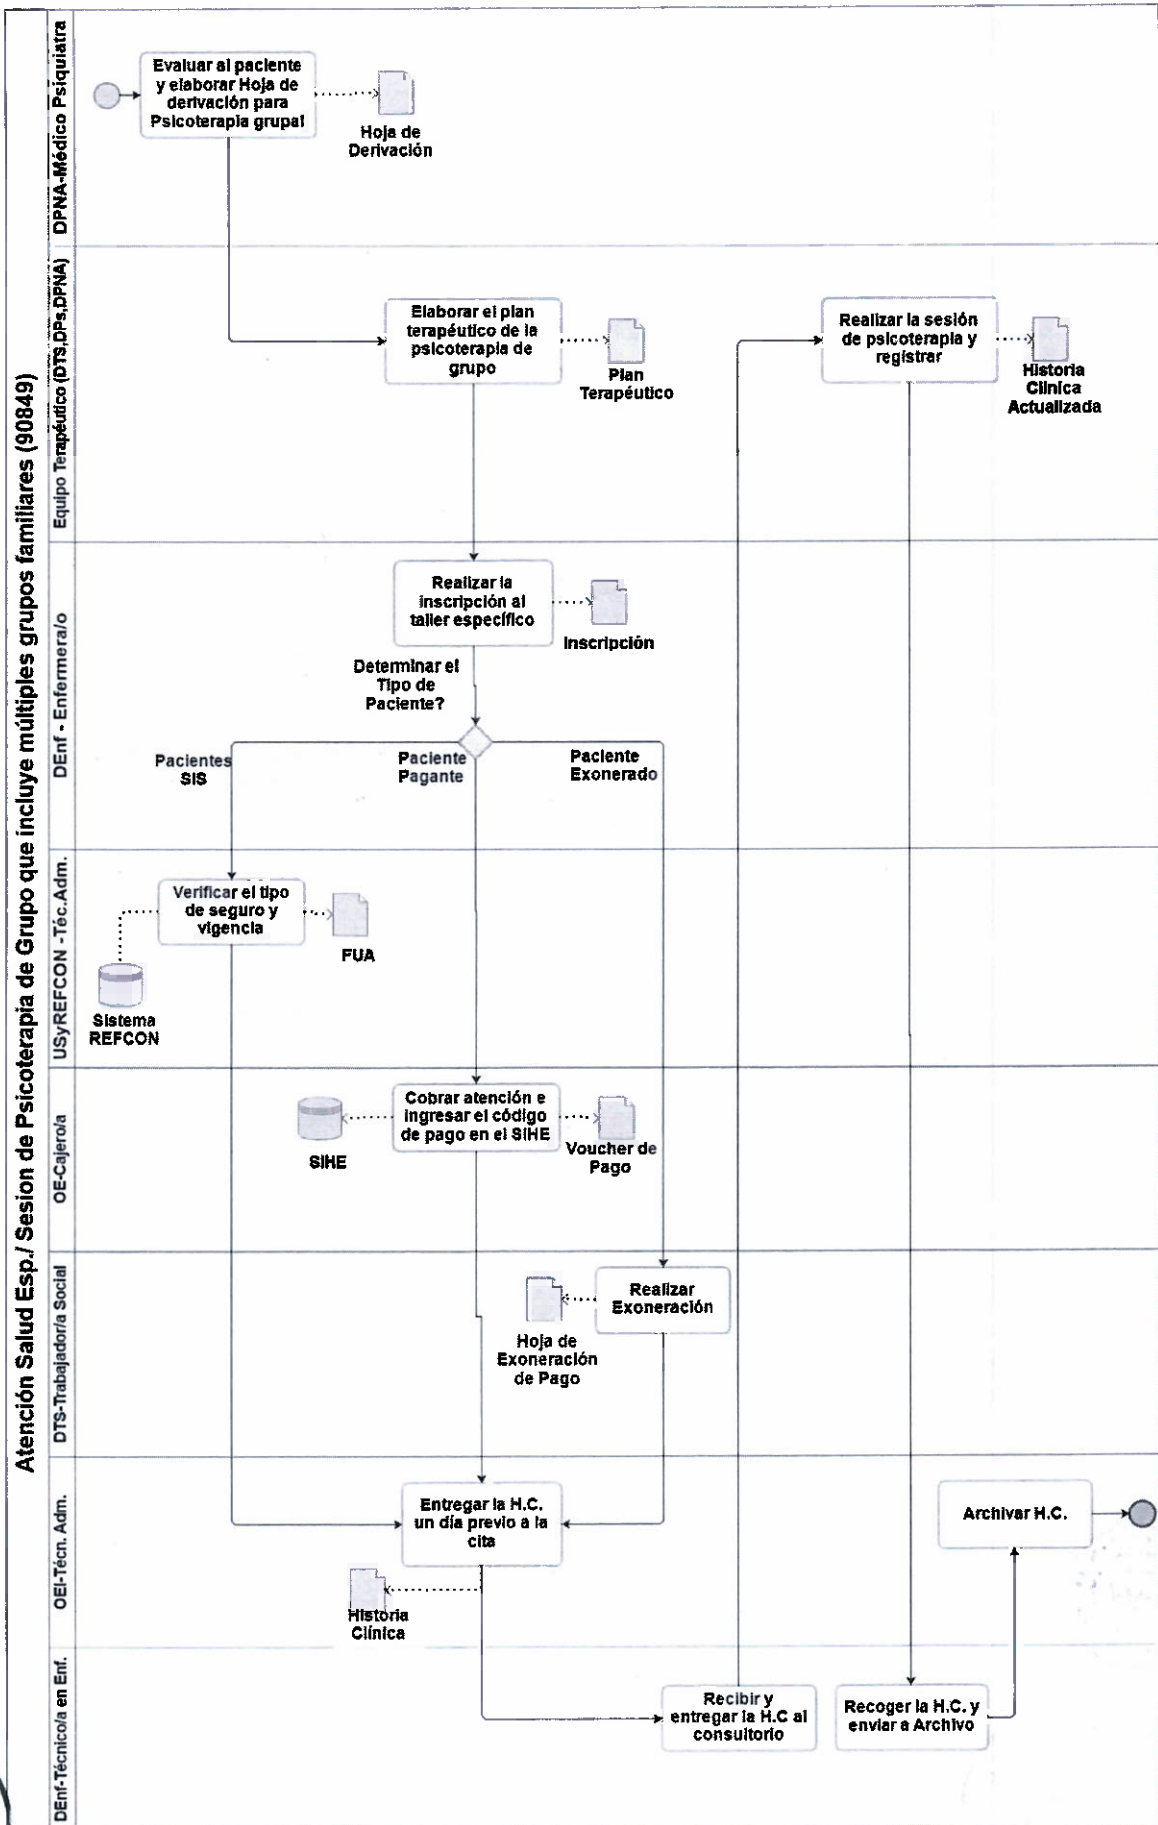 Atención Salud Esp./ Sesion de Psicoterapia de Grupo que incluye múltiples grupos familiares (90849)
DPNA-Médico Psiquiatra
Evaluar al paciente
y elaborar Hoja de
derivación para
Psicoterapia grupal
Hoja de
Derivación
Equipo Terapéutico (DTS,DPs,DPNA)
Elaborar el plan
terapéutico de la
psicoterapia de
grupo
Plan
Terapéutico
Realizar la sesión
de psicoterapia y
registrar
Historia
Clínica
Actualizada
DEnf - Enfermera/o
Realizar la
inscripción al
taller específico
Inscripción
Determinar el
Tipo de
Paciente?
Pacientes
SIS
Paciente
Pagante
Paciente
Exonerado
USyREFCON -Téc.Adm.
Verificar el tipo
de seguro y
vigencia
FUA
Sistema
REFCON
OE-Cajero/a
Cobrar atención e
ingresar el código
de pago en el SIHE
SIHE
Voucher de
Pago
DTS-Trabajador/a Social
Realizar
Exoneración
Hoja de
Exoneración
de Pago
OEI-Técn. Adm.
Entregar la H.C.
un día previo a la
cita
Historia
Clínica
Archivar H.C.
DEnf-Técnico/a en Enf.
Recibir y
entregar la H.C al
consultorio
Recoger la H.C. y
enviar a Archivo